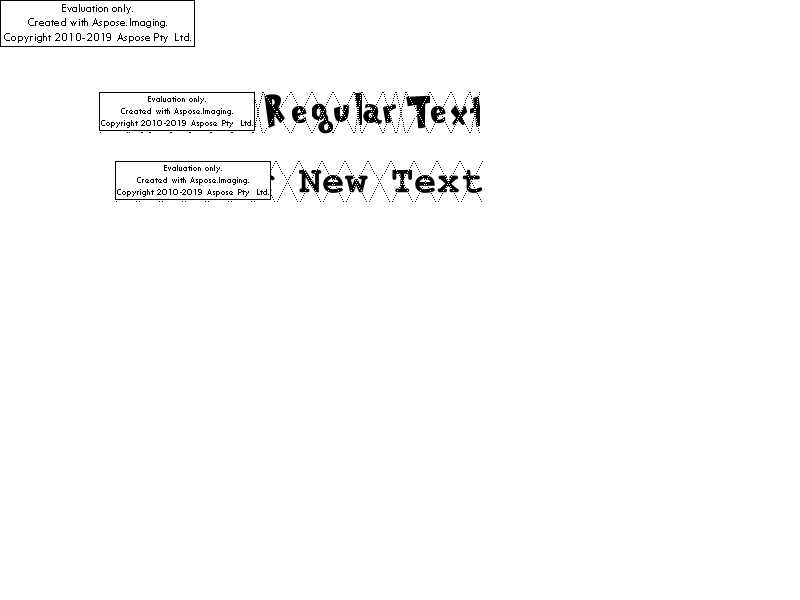 Evaluation only.
Created with Aspose.Imaging.
Copyright 2010-2019 Aspose Pty Ltd.
Evaluation only.
Created with Aspose.Imaging.
Copyright 2010-2019 Aspose Pty Ltd.
Regular Text
Evaluation only.
Created with Aspose.Imaging.
Copyright 2010-2019 Aspose Pty Ltd.
New Text